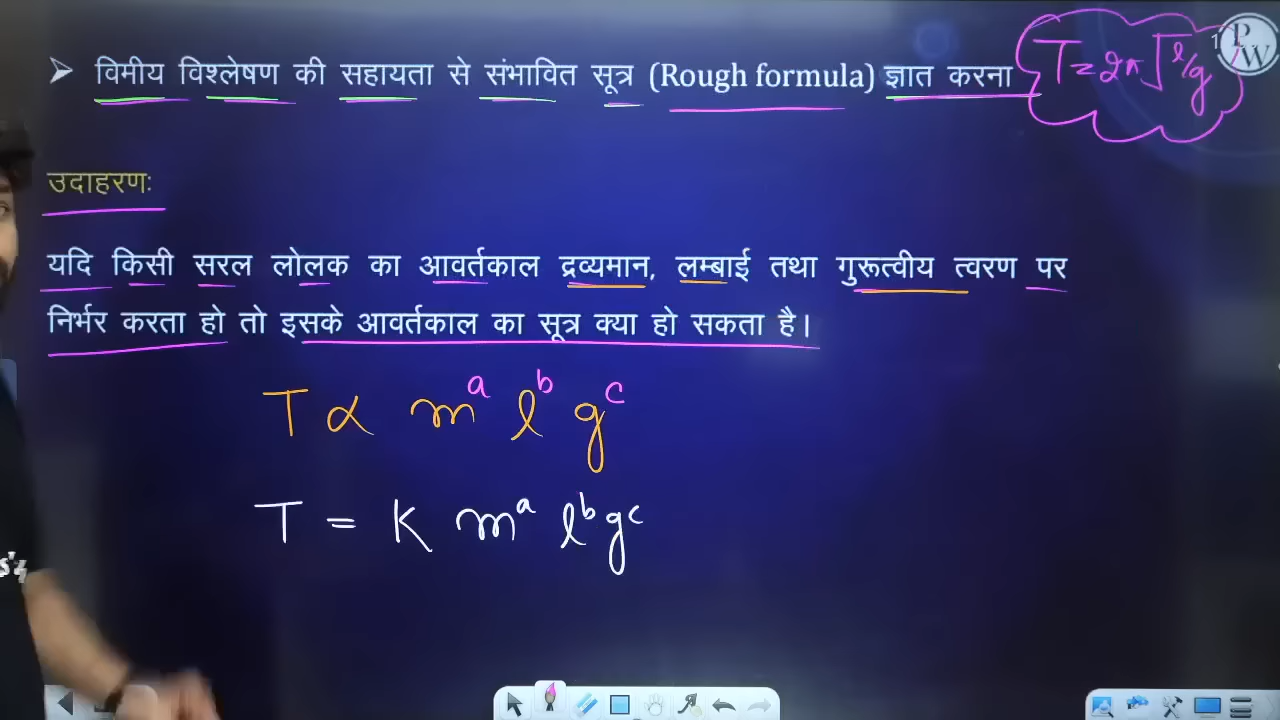 ➤ विमीय विश्लेषण की सहायता से संभावित सूत्र (Rough formula) ज्ञात करना
T = 2π √l/g
PW
उदाहरणः
यदि किसी सरल लोलक का आवर्तकाल द्रव्यमान, लम्बाई तथा गुरूत्वीय त्वरण पर
निर्भर करता हो तो इसके आवर्तकाल का सूत्र क्या हो सकता है।
T ∝ m^a l^b g^c
T = K m^a l^b g^c